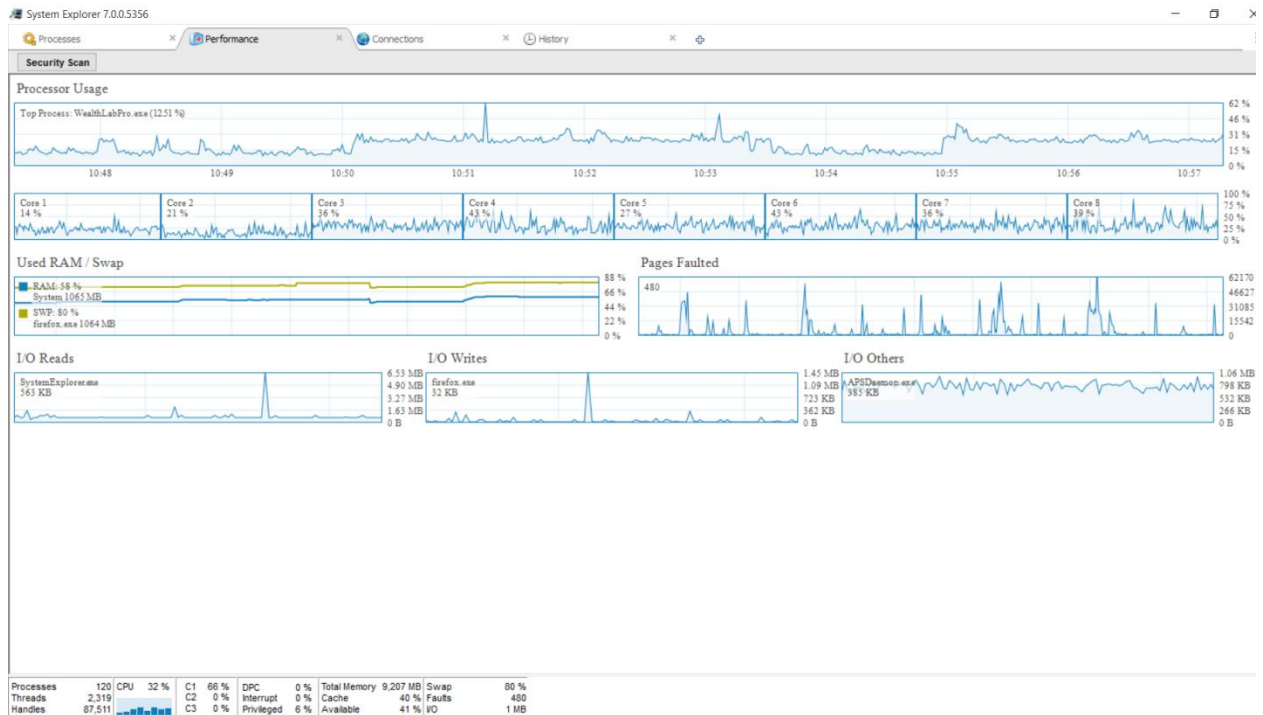 System Explorer 7.0.0.5356
Processes
Performance
Connections
History
Security Scan
Processor Usage
Top Process: WealthLabPro.exe (12.51 %)
62 %
46 %
31 %
15 %
0 %
10:48 10:49 10:50 10:51 10:52 10:53 10:54 10:55 10:56 10:57
Core 1 Core 2 Core 3 Core 4 Core 5 Core 6 Core 7 Core 8
14 % 21 % 36 % 43 % 27 % 43 % 36 % 39 %
100 %
75 %
50 %
25 %
0 %
Used RAM / Swap
RAM: 58 %
System 1065 MB
SWP: 80 %
firefox.exe 1064 MB
88 %
66 %
44 %
22 %
0 %
Pages Faulted
480
62170
46627
31085
15542
0
I/O Reads
SystemExplorer.exe
563 KB
6.53 MB
4.90 MB
3.27 MB
1.63 MB
0 B
I/O Writes
firefox.exe
32 KB
1.45 MB
1.09 MB
723 KB
362 KB
0 B
I/O Others
APSDaemon.exe
385 KB
1.06 MB
798 KB
532 KB
266 KB
0 B
Processes 120 CPU 32 % C1 66 % DPC 0 % Total Memory 9,207 MB Swap 80 %
Threads 2,319 C2 0 % Interrupt 0 % Cache 40 % Faults 480
Handles 87,511 C3 0 % Privileged 6 % Available 41 % I/O 1 MB